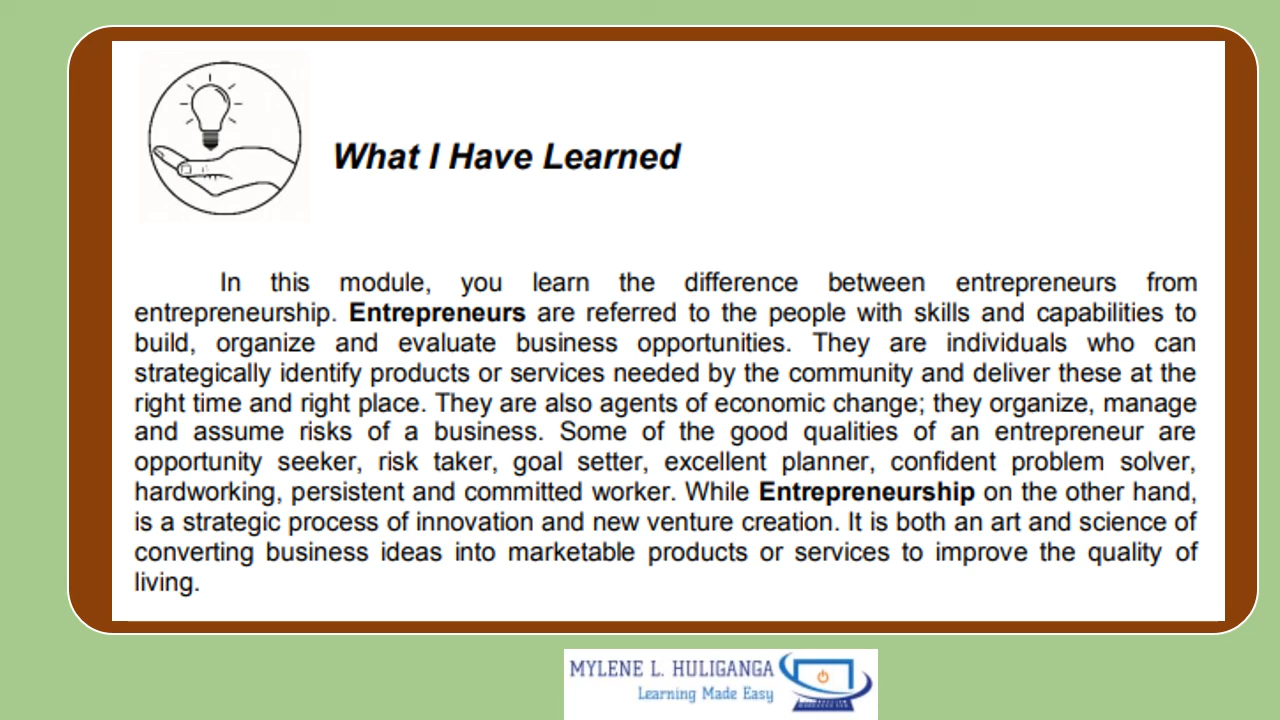 What I Have Learned
In this module, you learn the difference between entrepreneurs from
entrepreneurship. Entrepreneurs are referred to the people with skills and capabilities to
build, organize and evaluate business opportunities. They are individuals who can
strategically identify products or services needed by the community and deliver these at the
right time and right place. They are also agents of economic change; they organize, manage
and assume risks of a business. Some of the good qualities of an entrepreneur are
opportunity seeker, risk taker, goal setter, excellent planner, confident problem solver,
hardworking, persistent and committed worker. While Entrepreneurship on the other hand,
is a strategic process of innovation and new venture creation. It is both an art and science of
converting business ideas into marketable products or services to improve the quality of
living.
MYLENE L. HULIGANGA
Learning Made Easy